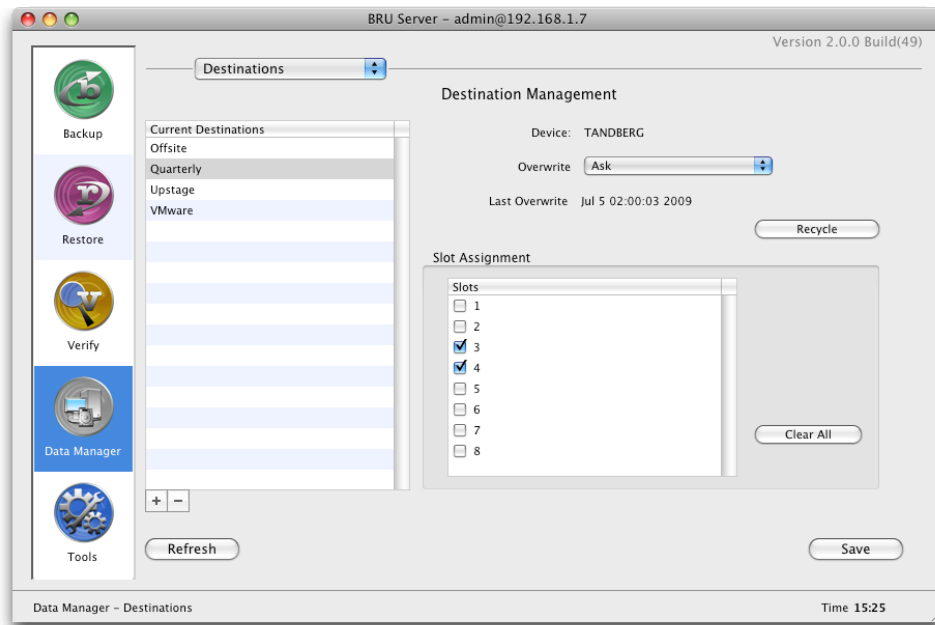 BRU Server – admin@192.168.1.7
Version 2.0.0 Build(49)
Destinations
Destination Management
Backup
Restore
Verify
Data Manager
Tools
Current Destinations
Offsite
Quarterly
Upstage
VMware
Device: TANDBERG
Overwrite Ask
Last Overwrite Jul 5 02:00:03 2009
Recycle
Slot Assignment
Slots
1
2
3
4
5
6
7
8
Clear All
+ −
Refresh
Save
Data Manager – Destinations
Time 15:25